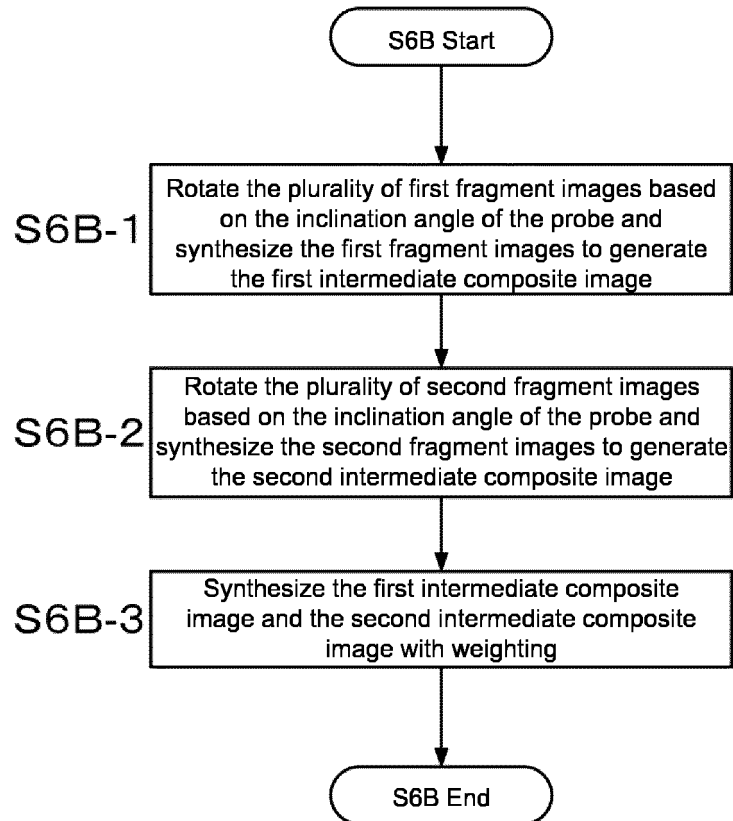 S6B Start
S6B-1
Rotate the plurality of first fragment images based
on the inclination angle of the probe and
synthesize the first fragment images to generate
the first intermediate composite image
S6B-2
Rotate the plurality of second fragment images
based on the inclination angle of the probe and
synthesize the second fragment images to generate
the second intermediate composite image
S6B-3
Synthesize the first intermediate composite
image and the second intermediate composite
image with weighting
S6B End